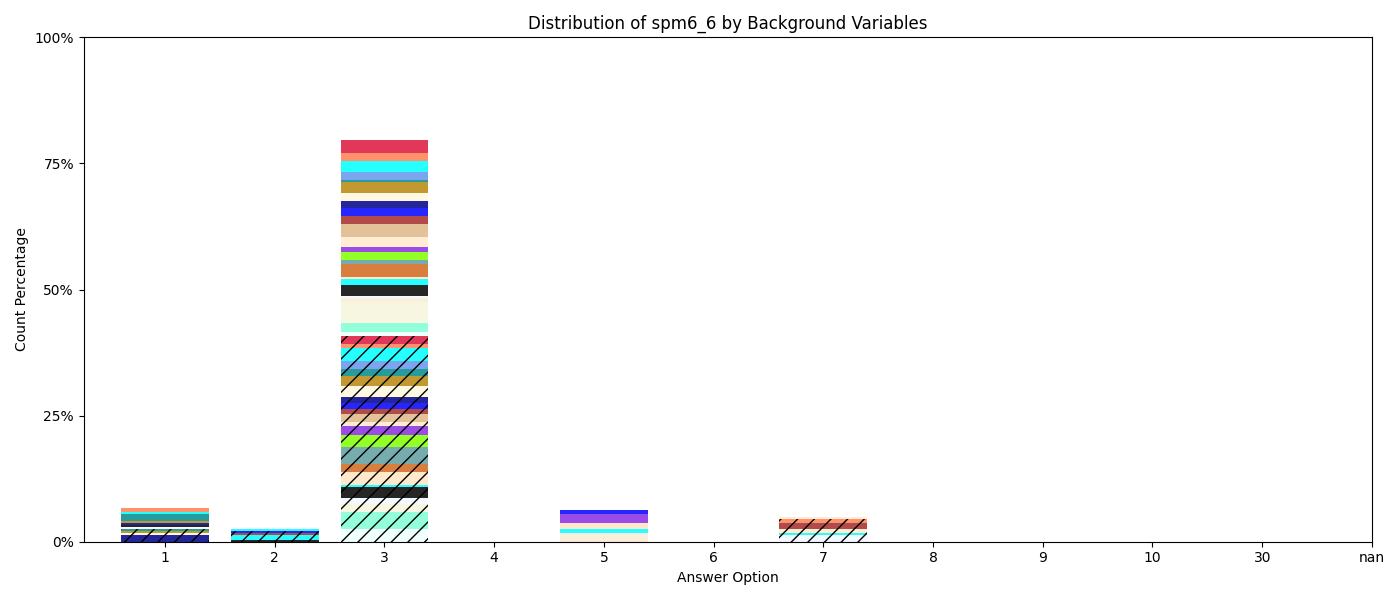 Distribution of spm6_6 by Background Variables
100%
75%
50%
25%
0%
Count Percentage
1 2 3 4 5 6 7 8 9 10 30 nan
Answer Option